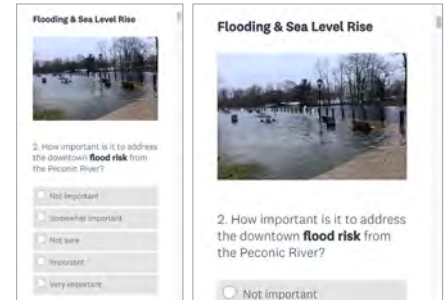 Flooding & Sea Level Rise
2. How important is it to address
the downtown flood risk from
the Peconic River?
Not important
Somewhat important
Not sure
Important
Very important
Flooding & Sea Level Rise
2. How important is it to address
the downtown flood risk from
the Peconic River?
Not important